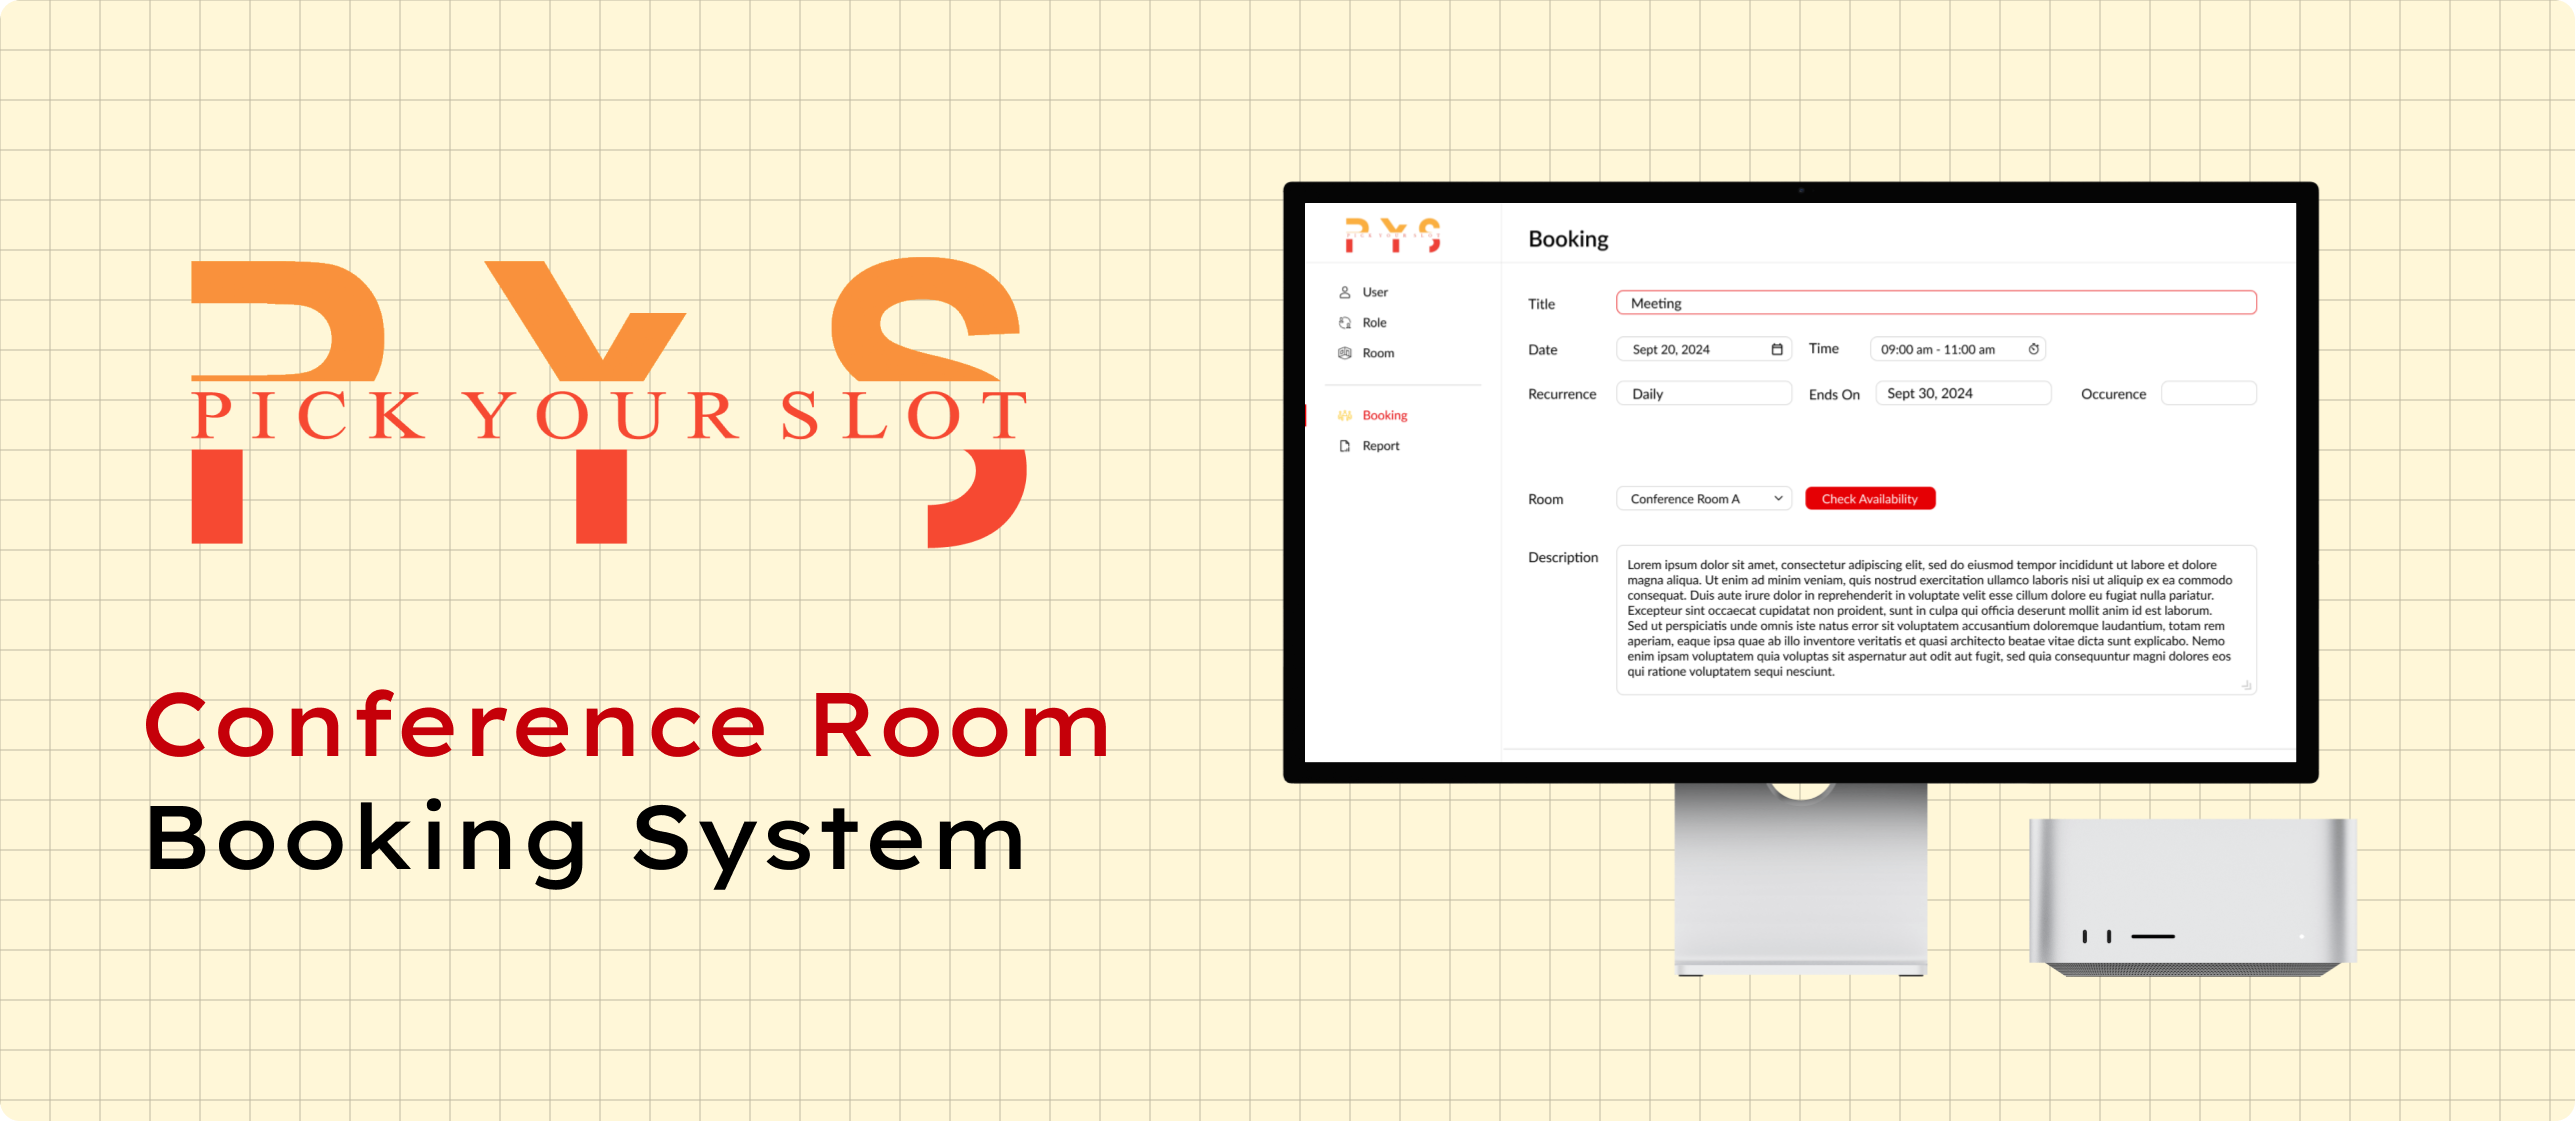 PYS
PICK YOUR SLOT
Conference Room
Booking System
PYS
PICK YOUR SLOT
User
Role
Room
Booking
Report
Booking
Title Meeting
Date Sept 20, 2024 Time 09:00 am - 11:00 am
Recurrence Daily Ends On Sept 30, 2024 Occurence
Room Conference Room A Check Availability
Description
Lorem ipsum dolor sit amet, consectetur adipiscing elit, sed do eiusmod tempor incididunt ut labore et dolore
magna aliqua. Ut enim ad minim veniam, quis nostrud exercitation ullamco laboris nisi ut aliquip ex ea commodo
consequat. Duis aute irure dolor in reprehenderit in voluptate velit esse cillum dolore eu fugiat nulla pariatur.
Excepteur sint occaecat cupidatat non proident, sunt in culpa qui officia deserunt mollit anim id est laborum.
Sed ut perspiciatis unde omnis iste natus error sit voluptatem accusantium doloremque laudantium, totam rem
aperiam, eaque ipsa quae ab illo inventore veritatis et quasi architecto beatae vitae dicta sunt explicabo. Nemo
enim ipsam voluptatem quia voluptas sit aspernatur aut odit aut fugit, sed quia consequuntur magni dolores eos
qui ratione voluptatem sequi nesciunt.